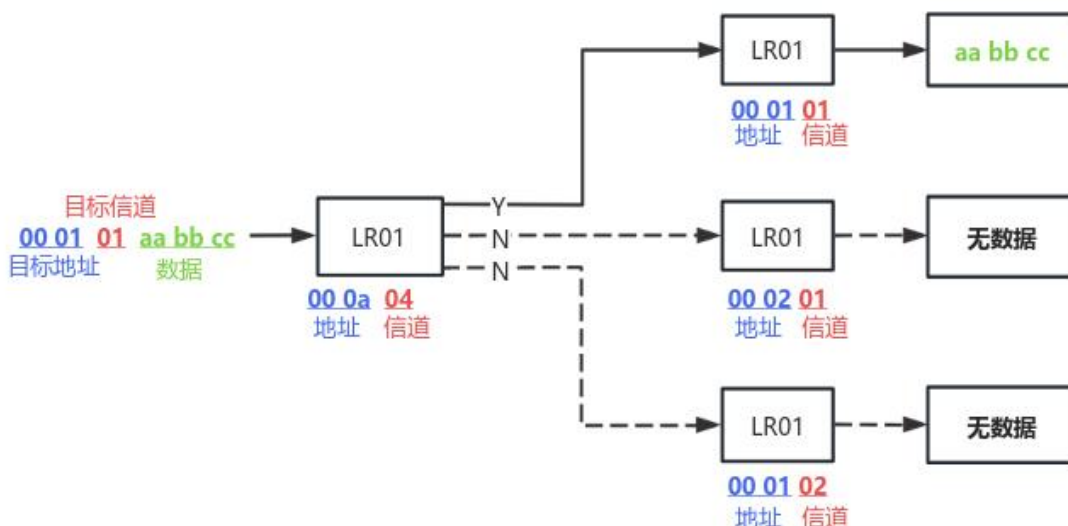 LR01
aa bb cc
00 01 01
地址 信道
目标信道
00 01 01 aa bb cc
目标地址 数据
LR01
00 0a 04
地址 信道
Y
N
N
LR01
无数据
00 02 01
地址 信道
LR01
无数据
00 01 02
地址 信道